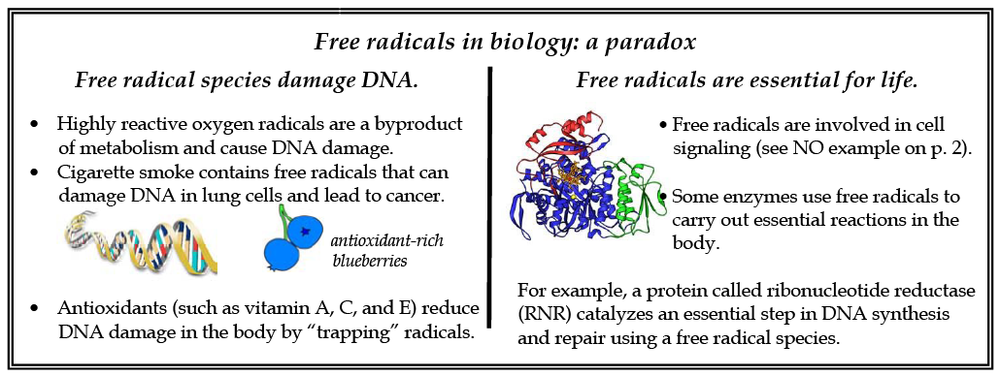 Free radicals in biology: a paradox
Free radical species damage DNA.
• Highly reactive oxygen radicals are a byproduct
of metabolism and cause DNA damage.
• Cigarette smoke contains free radicals that can
damage DNA in lung cells and lead to cancer.
antioxidant-rich
blueberries
• Antioxidants (such as vitamin A, C, and E) reduce
DNA damage in the body by “trapping” radicals.
Free radicals are essential for life.
• Free radicals are involved in cell
signaling (see NO example on p. 2).
• Some enzymes use free radicals to
carry out essential reactions in the
body.
For example, a protein called ribonucleotide reductase
(RNR) catalyzes an essential step in DNA synthesis
and repair using a free radical species.